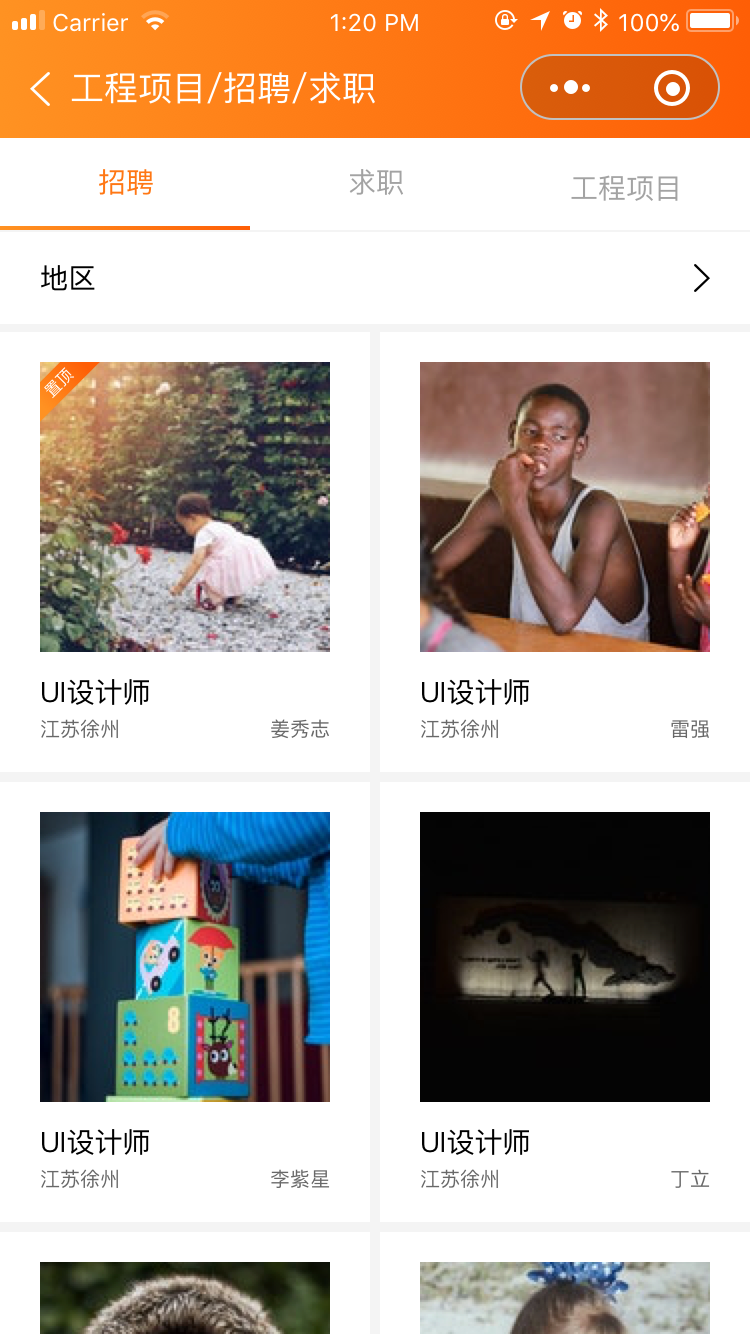 Carrier 1:20 PM 100%
工程项目/招聘/求职
招聘 求职 工程项目
地区
置顶
UI设计师
江苏徐州 姜秀志
UI设计师
江苏徐州 雷强
8
UI设计师
江苏徐州 李紫星
UI设计师
江苏徐州 丁立